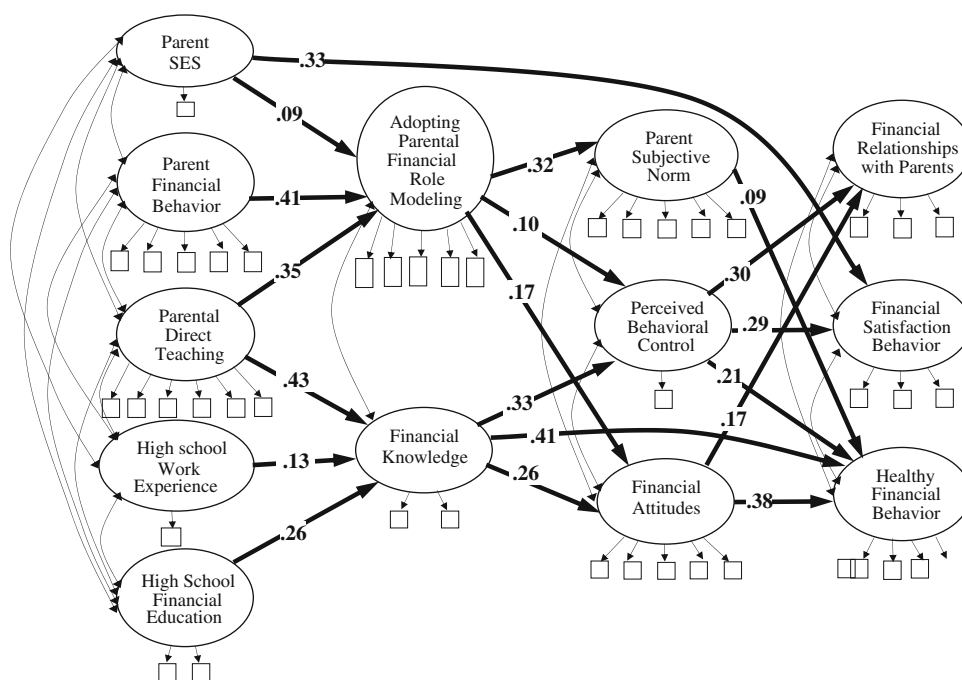 Parent
SES
.33
.09
Adopting
Parental
Financial
Role
Modeling
Parent
Subjective
Norm
Financial
Relationships
with Parents
.32
.09
Parent
Financial
Behavior
.41
.10
.35
.17
.30
Parental
Direct
Teaching
Perceived
Behavioral
Control
.29
Financial
Satisfaction
Behavior
.43
.33
.21
.17
High school
Work
Experience
.13
Financial
Knowledge
.41
.26
Financial
Attitudes
.38
Healthy
Financial
Behavior
.26
High School
Financial
Education